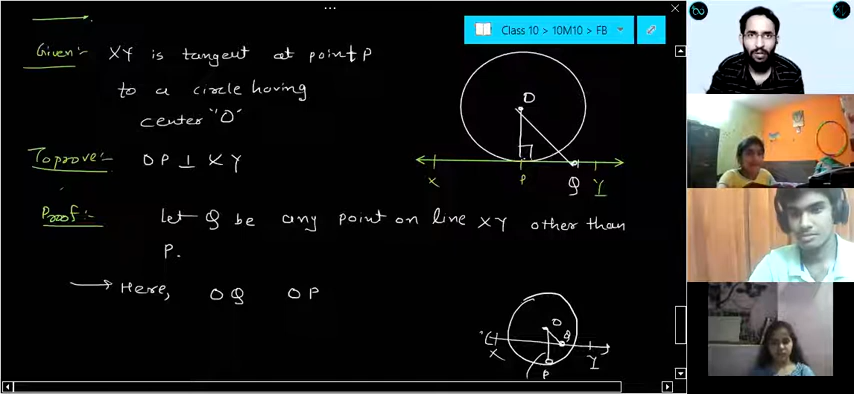 Class 10 > 10M10 > FB
Given:- XY is tangent at point P
to a circle having
center "O"
To prove:- OP ⊥ XY
Proof:- Let Q be any point on line XY other than
P.
→ Here, OQ OP
O
X
P
Q
Y
O
Q
X
Y
P